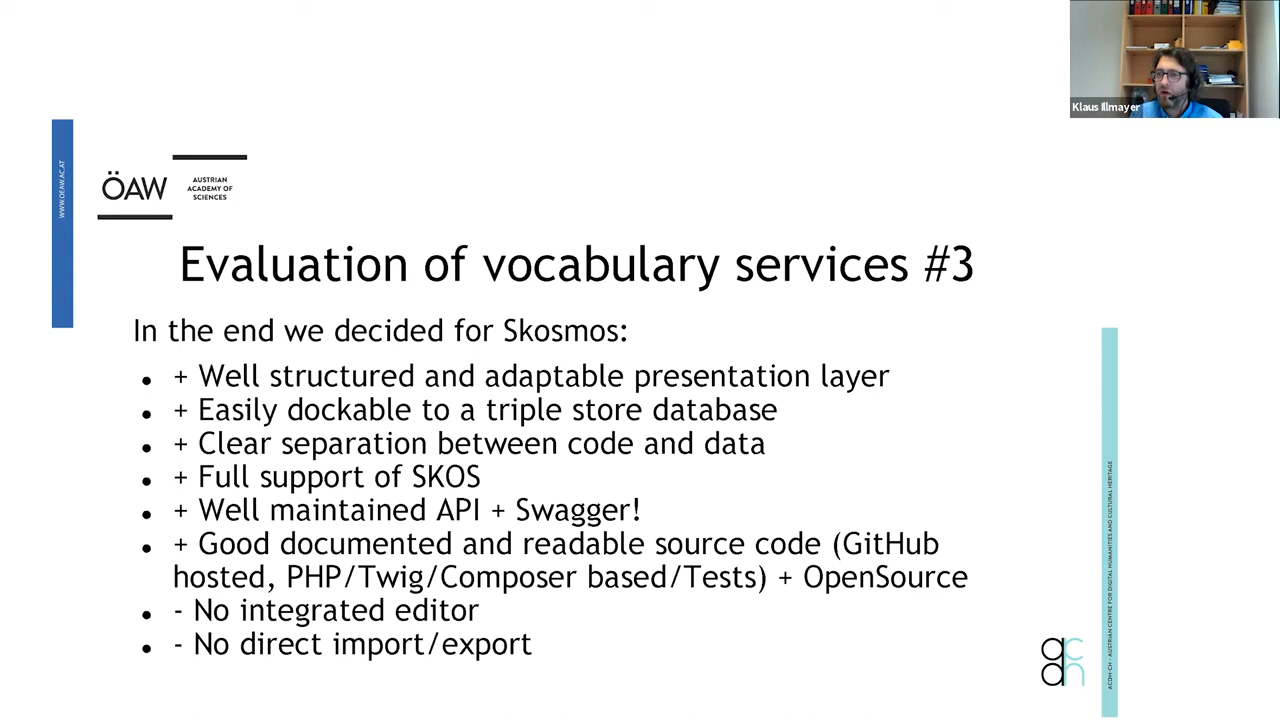 Klaus Illmayer
WWW.OEAW.AC.AT
ÖAW
AUSTRIAN
ACADEMY OF
SCIENCES
Evaluation of vocabulary services #3
In the end we decided for Skosmos:
● + Well structured and adaptable presentation layer
● + Easily dockable to a triple store database
● + Clear separation between code and data
● + Full support of SKOS
● + Well maintained API + Swagger!
● + Good documented and readable source code (GitHub
hosted, PHP/Twig/Composer based/Tests) + OpenSource
● - No integrated editor
● - No direct import/export
ACDH-CH - AUSTRIAN CENTRE FOR DIGITAL HUMANITIES AND CULTURAL HERITAGE
ac
dh